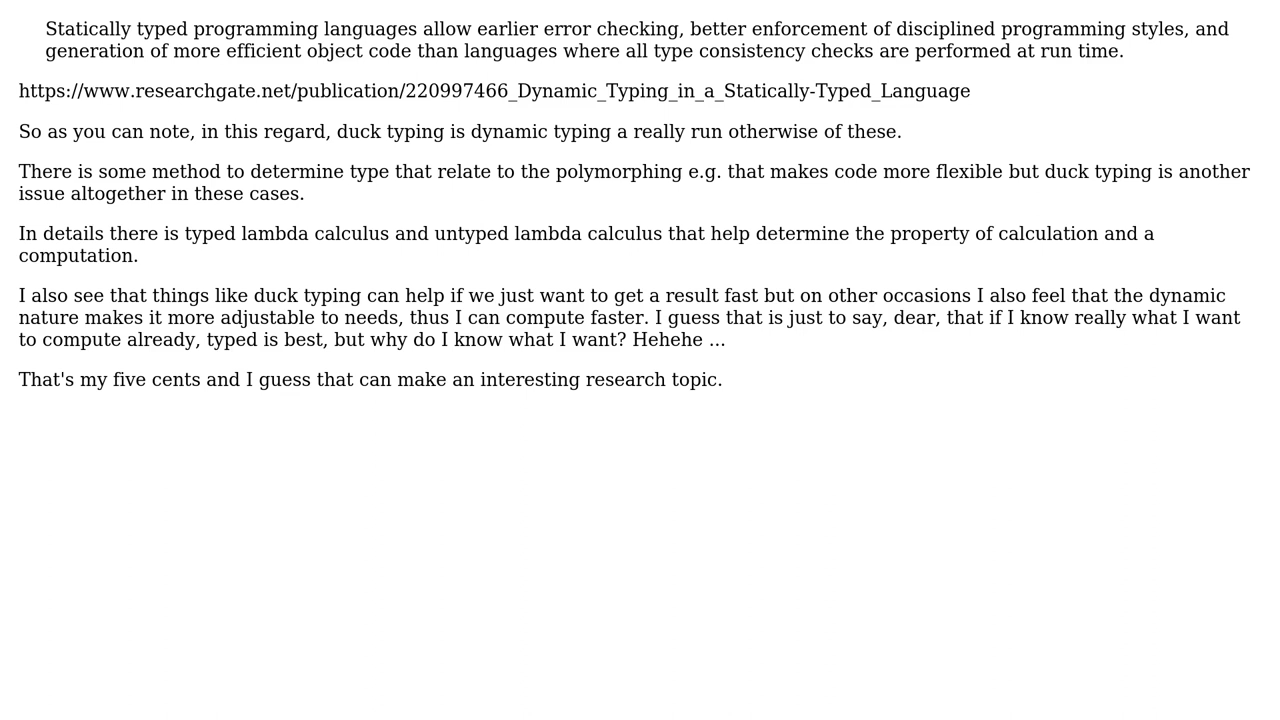 Statically typed programming languages allow earlier error checking, better enforcement of disciplined programming styles, and
generation of more efficient object code than languages where all type consistency checks are performed at run time.
https://www.researchgate.net/publication/220997466_Dynamic_Typing_in_a_Statically-Typed_Language
So as you can note, in this regard, duck typing is dynamic typing a really run otherwise of these.
There is some method to determine type that relate to the polymorphing e.g. that makes code more flexible but duck typing is another
issue altogether in these cases.
In details there is typed lambda calculus and untyped lambda calculus that help determine the property of calculation and a
computation.
I also see that things like duck typing can help if we just want to get a result fast but on other occasions I also feel that the dynamic
nature makes it more adjustable to needs, thus I can compute faster. I guess that is just to say, dear, that if I know really what I want
to compute already, typed is best, but why do I know what I want? Hehehe ...
That's my five cents and I guess that can make an interesting research topic.